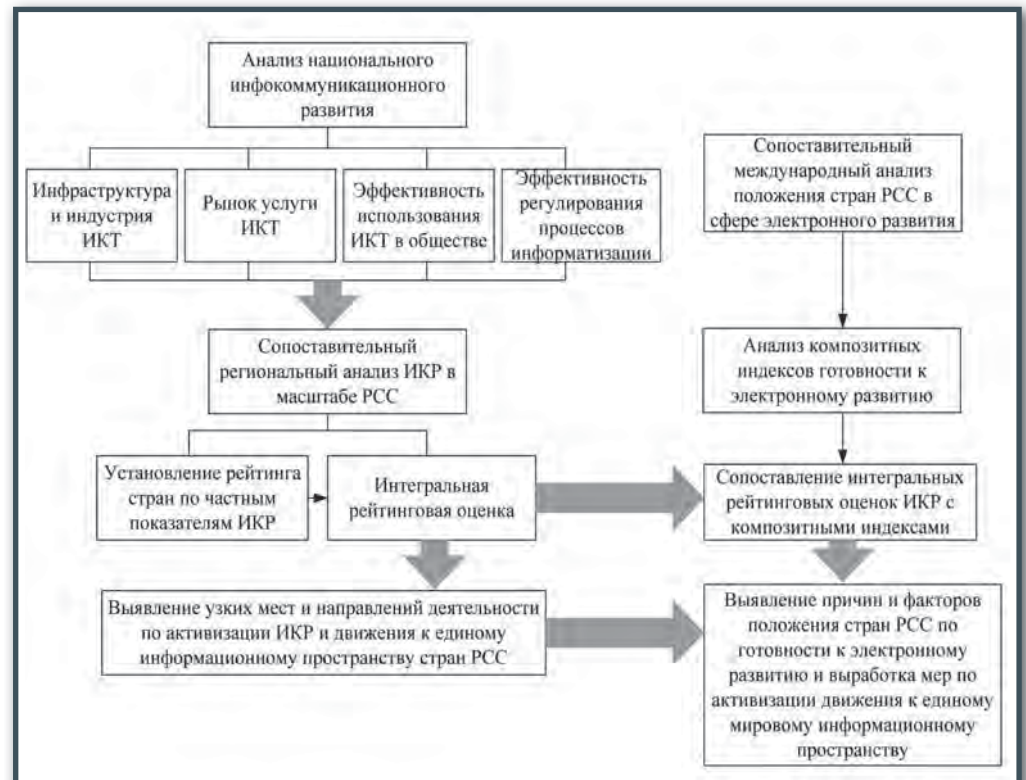 Анализ национального
инфокоммуникационного
развития
Инфраструктура
и индустрия
ИКТ
Рынок услуги
ИКТ
Эффективность
использования
ИКТ в обществе
Эффективность
регулирования
процессов
информатизации
Сопоставительный
международный анализ
положения стран РСС в
сфере электронного развития
Сопоставительный
региональный анализ ИКР в
масштабе РСС
Анализ композитных
индексов готовности к
электронному развитию
Установление рейтинга
стран по частным
показателям ИКР
Интегральная
рейтинговая оценка
Сопоставление интегральных
рейтинговых оценок ИКР с
композитными индексами
Выявление узких мест и направлений деятельности
по активизации ИКР и движения к единому
информационному пространству стран РСС
Выявление причин и факторов
положения стран РСС по
готовности к электронному
развитию и выработка мер по
активизации движения к единому
мировому информационному
пространству